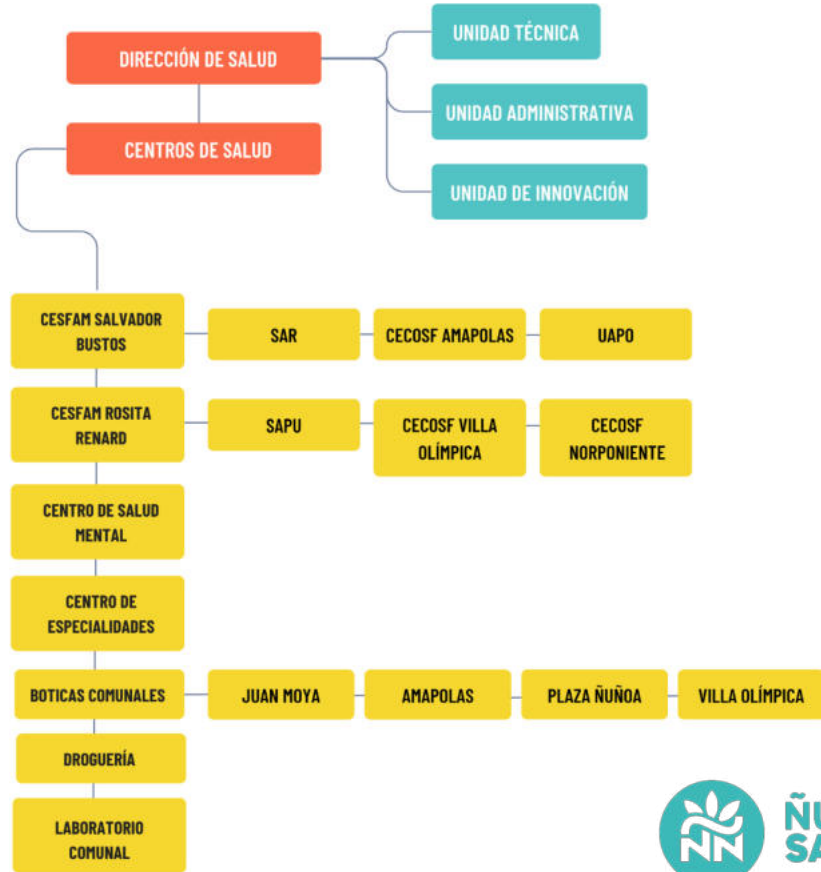 UNIDAD TÉCNICA
DIRECCIÓN DE SALUD
UNIDAD ADMINISTRATIVA
CENTROS DE SALUD
UNIDAD DE INNOVACIÓN
CESFAM SALVADOR
BUSTOS
SAR
CECOSF AMAPOLAS
UAPO
CESFAM ROSITA
RENARD
SAPU
CECOSF VILLA
OLÍMPICA
CECOSF
NORPONIENTE
CENTRO DE SALUD
MENTAL
CENTRO DE
ESPECIALIDADES
BOTICAS COMUNALES
JUAN MOYA
AMAPOLAS
PLAZA ÑUÑOA
VILLA OLÍMPICA
DROGUERÍA
LABORATORIO
COMUNAL
NN